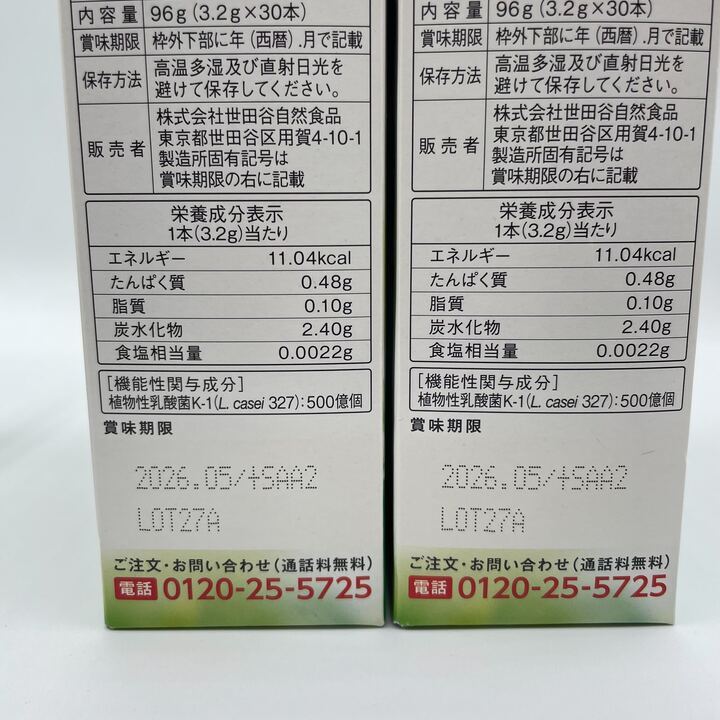 内容量 96g(3.2g×30本)
賞味期限 枠外下部に年(西暦).月で記載
保存方法 高温多湿及び直射日光を
避けて保存してください。
販売者 株式会社世田谷自然食品
東京都世田谷区用賀4-10-1
製造所固有記号は
賞味期限の右に記載
栄養成分表示
1本(3.2g)当たり
エネルギー 11.04kcal
たんぱく質 0.48g
脂質 0.10g
炭水化物 2.40g
食塩相当量 0.0022g
[機能性関与成分]
植物性乳酸菌K-1(L. casei 327):500億個
賞味期限
2026.05/+SAA2
LOT27A
ご注文・お問い合わせ(通話料無料)
電話 0120-25-5725
内容量 96g(3.2g×30本)
賞味期限 枠外下部に年(西暦).月で記載
保存方法 高温多湿及び直射日光を
避けて保存してください。
販売者 株式会社世田谷自然食品
東京都世田谷区用賀4-10-1
製造所固有記号は
賞味期限の右に記載
栄養成分表示
1本(3.2g)当たり
エネルギー 11.04kcal
たんぱく質 0.48g
脂質 0.10g
炭水化物 2.40g
食塩相当量 0.0022g
[機能性関与成分]
植物性乳酸菌K-1(L. casei 327):500億個
賞味期限
2026.05/+SAA2
LOT27A
ご注文・お問い合わせ(通話料無料)
電話 0120-25-5725